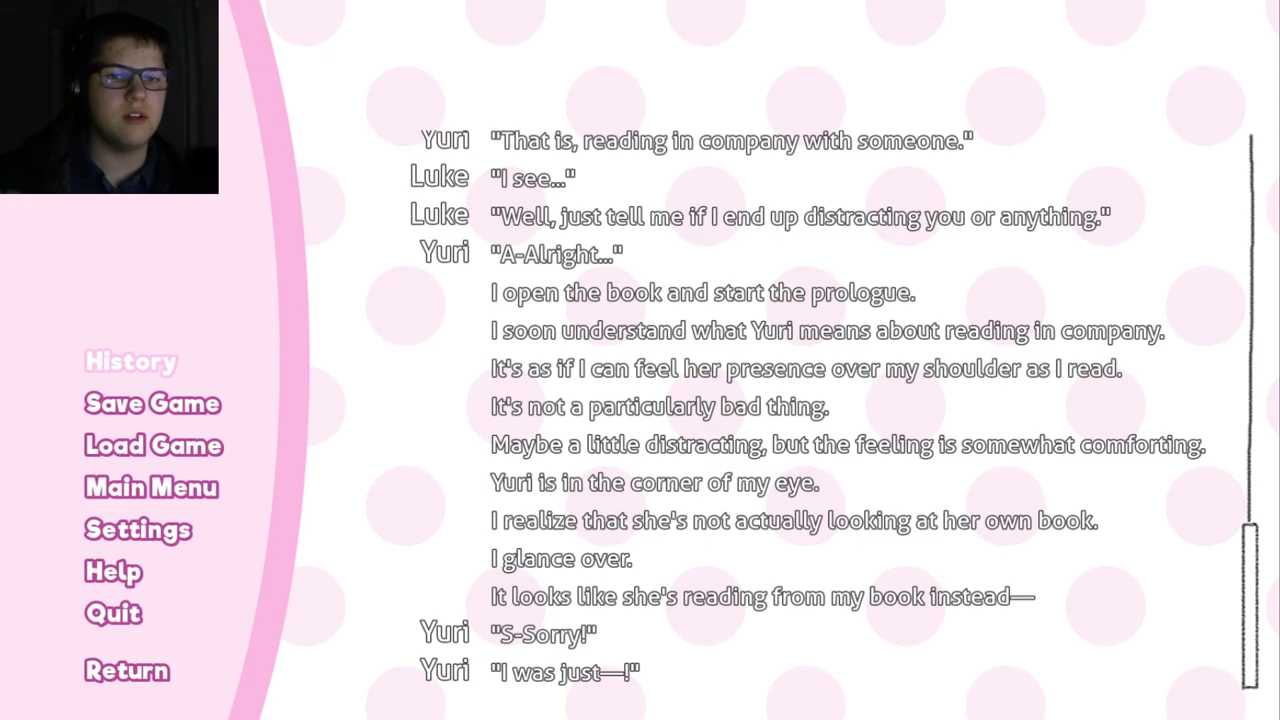 Yuri "That is, reading in company with someone."
Luke "I see..."
Luke "Well, just tell me if I end up distracting you or anything."
Yuri "A-Alright..."
I open the book and start the prologue.
I soon understand what Yuri means about reading in company.
It's as if I can feel her presence over my shoulder as I read.
It's not a particularly bad thing.
Maybe a little distracting, but the feeling is somewhat comforting.
Yuri is in the corner of my eye.
I realize that she's not actually looking at her own book.
I glance over.
It looks like she's reading from my book instead—
Yuri "S-Sorry!"
Yuri "I was just—!"
History
Save Game
Load Game
Main Menu
Settings
Help
Quit
Return